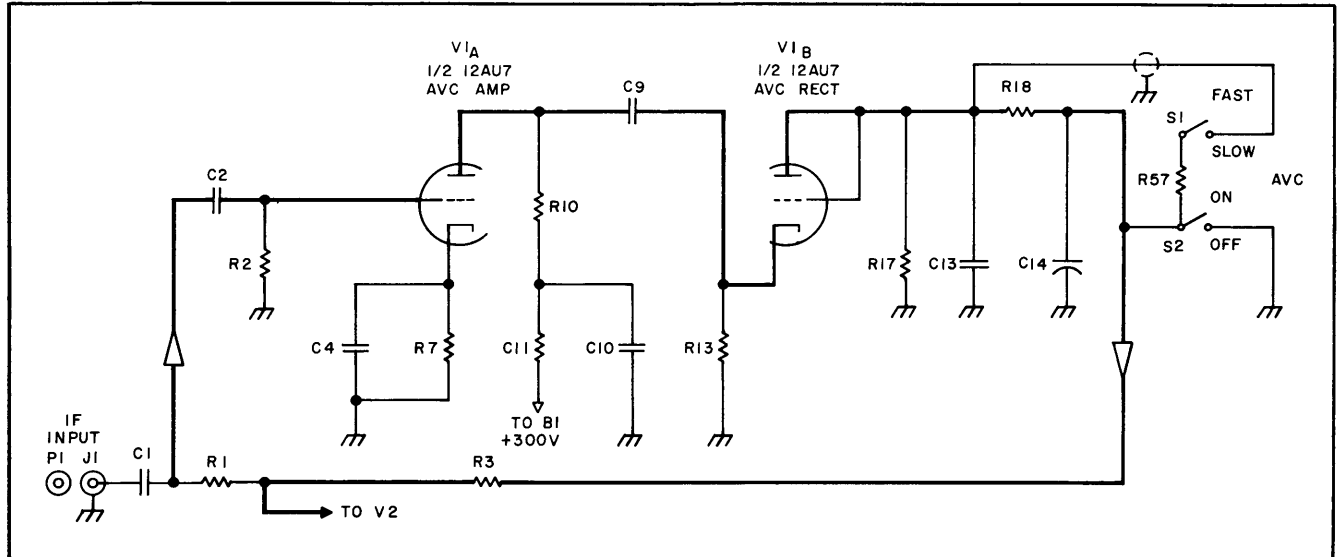 V1A
1/2 12AU7
AVC AMP
V1B
1/2 12AU7
AVC RECT
C9
R18
FAST
S1
SLOW
C2
R57
AVC
ON
R10
S2
OFF
R2
R17
C13
C14
C4
R7
C11
C10
R13
TO B1
+300V
IF
INPUT
P1
J1
C1
R1
R3
TO V2